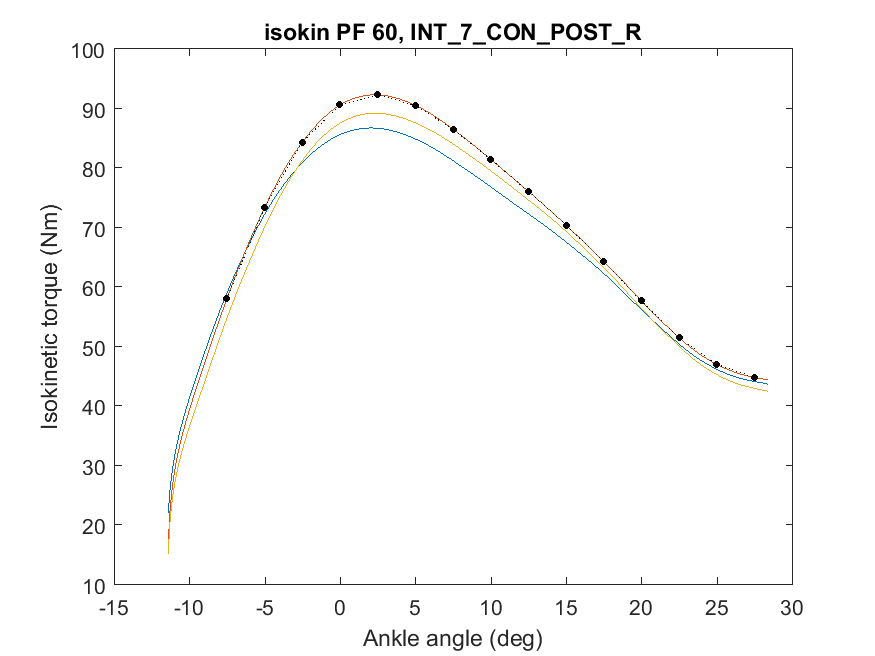 isokin PF 60, INT_7_CON_POST_R
100
90
80
70
60
50
40
30
20
10
Isokinetic torque (Nm)
-15 -10 -5 0 5 10 15 20 25 30
Ankle angle (deg)